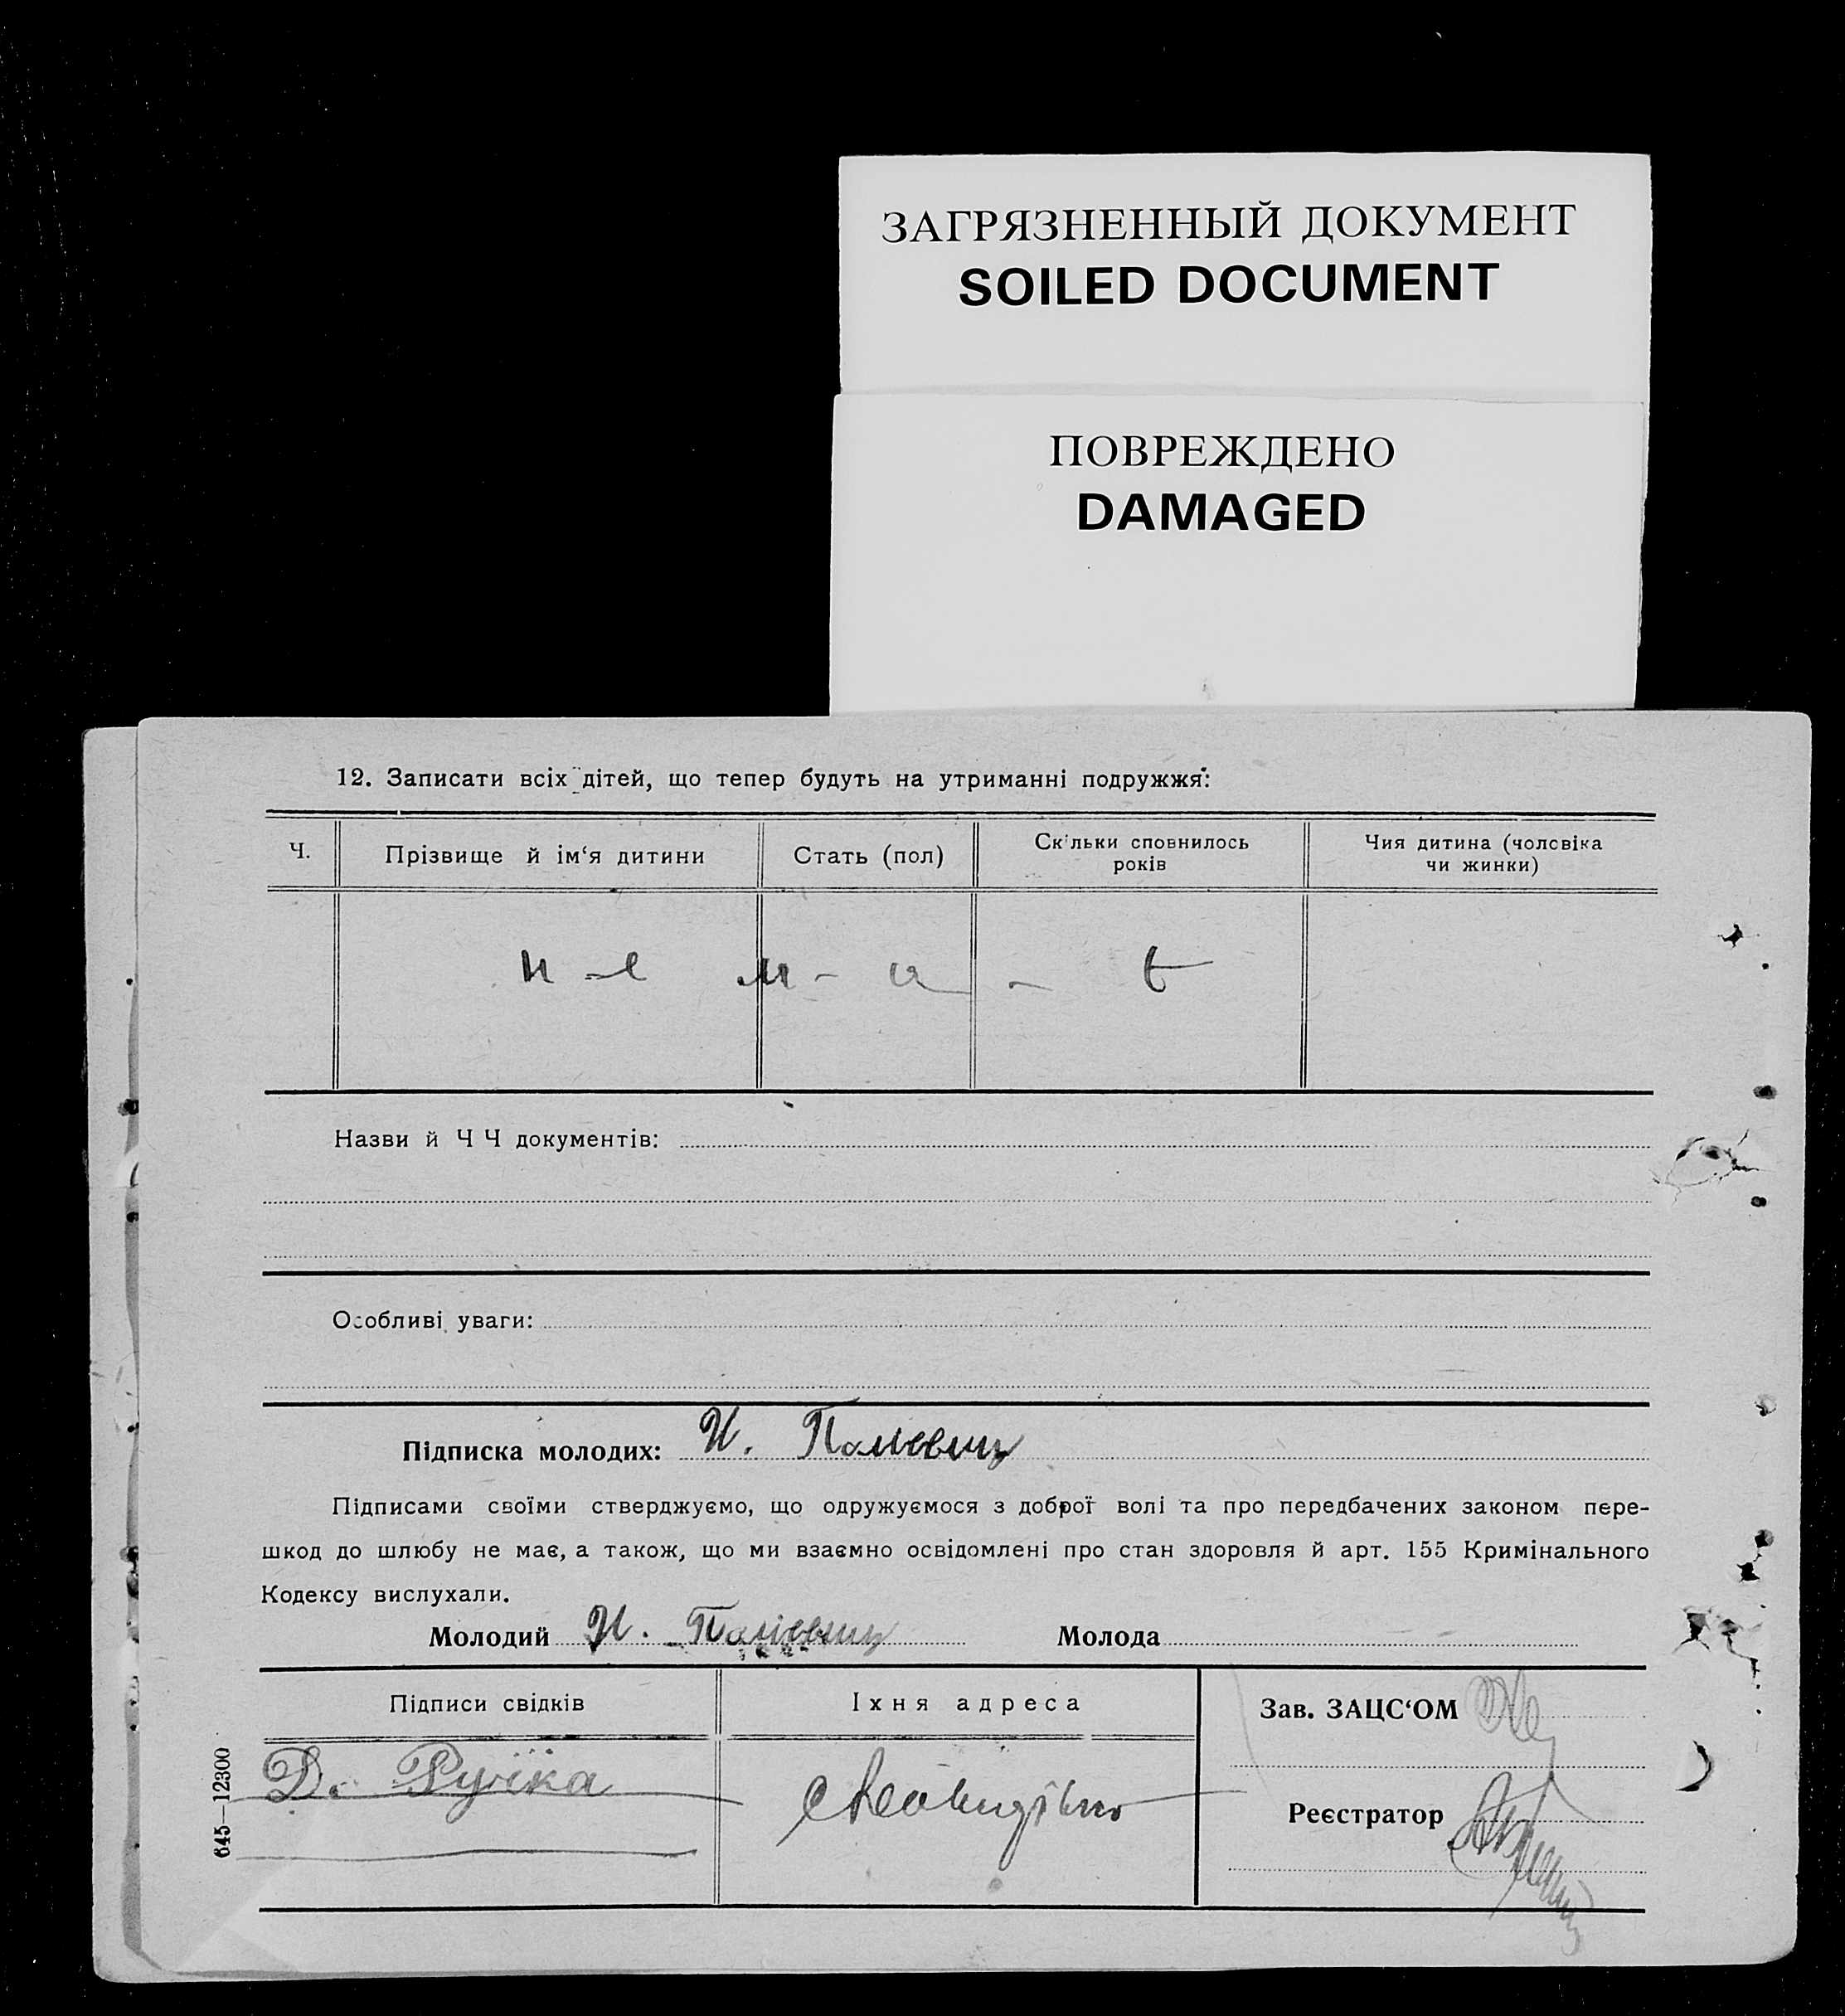 ЗАГРЯЗНЕННЫЙ ДОКУМЕНТ
SOILED DOCUMENT
ПОВРЕЖДЕНО
DAMAGED
12. Записати всіх дітей, що тепер будуть на утриманні подружжя:
Ч.
Прізвище й ім‘я дитини
Стать (пол)
Скільки сповнилось років
Чия дитина (чоловіка чи жинки)
н - е м - а - є
Назви й Ч Ч документів:
Особливі уваги:
Підписка молодих: И.
Підписами своїми стверджуємо, що одружуємося з доброї волі та про передбачених законом пере-
шкод до шлюбу не має, а також, що ми взаємно освідомлені про стан здоровля й арт. 155 Кримінального
Кодексу вислухали.
Молодий И. Молода
Підписи свідків
Їхня адреса
Зав. ЗАЦС‘ОМ
Д. Ручка
Реєстратор
645—12300